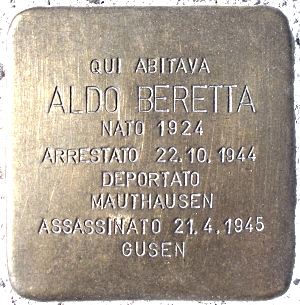 QUI ABITAVA
ALDO BERETTA
NATO 1924
ARRESTATO 22.10.1944
DEPORTATO
MAUTHAUSEN
ASSASSINATO 21.4.1945
GUSEN